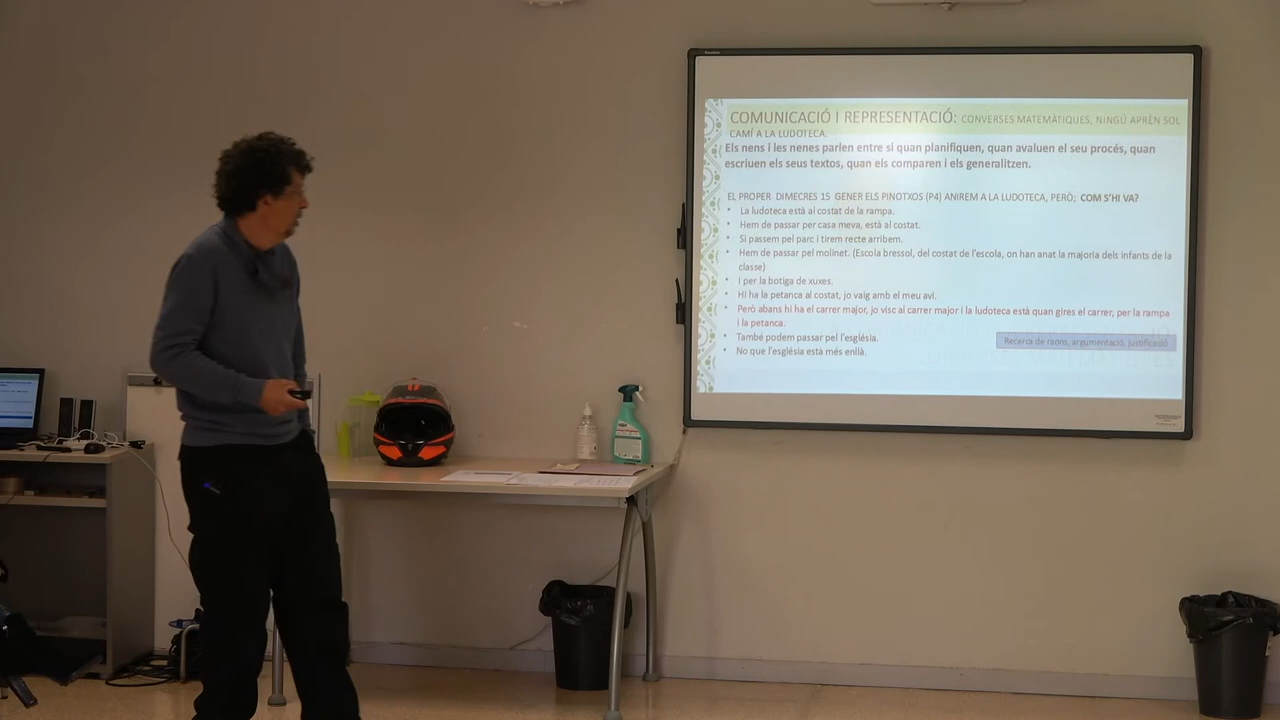 COMUNICACIÓ I REPRESENTACIÓ: CONVERSES MATEMÀTIQUES, NINGÚ APRÈN SOL
CAMÍ A LA LUDOTECA.
Els nens i les nenes parlen entre si quan planifiquen, quan avaluen el seu procés, quan
escriuen els seus textos, quan els comparen i els generalitzen.
EL PROPER DIMECRES 15 GENER ELS PINOTXOS (P4) ANIREM A LA LUDOTECA, PERÒ; COM S'HI VA?
• La ludoteca està al costat de la rampa.
• Hem de passar per casa meva, està al costat.
• Si passem pel parc i tirem recte arribem.
• Hem de passar pel molinet. (Escola bressol, del costat de l'escola, on han anat la majoria dels infants de la
classe)
• I per la botiga de xuxes.
• Hi ha la petanca al costat, jo vaig amb el meu avi.
• Però abans hi ha el carrer major, jo visc al carrer major i la ludoteca està quan gires el carrer, per la rampa
i la petanca.
• També podem passar pel l'església.
• No que l'església està més enllà.
Recerca de raons, argumentació, justificació